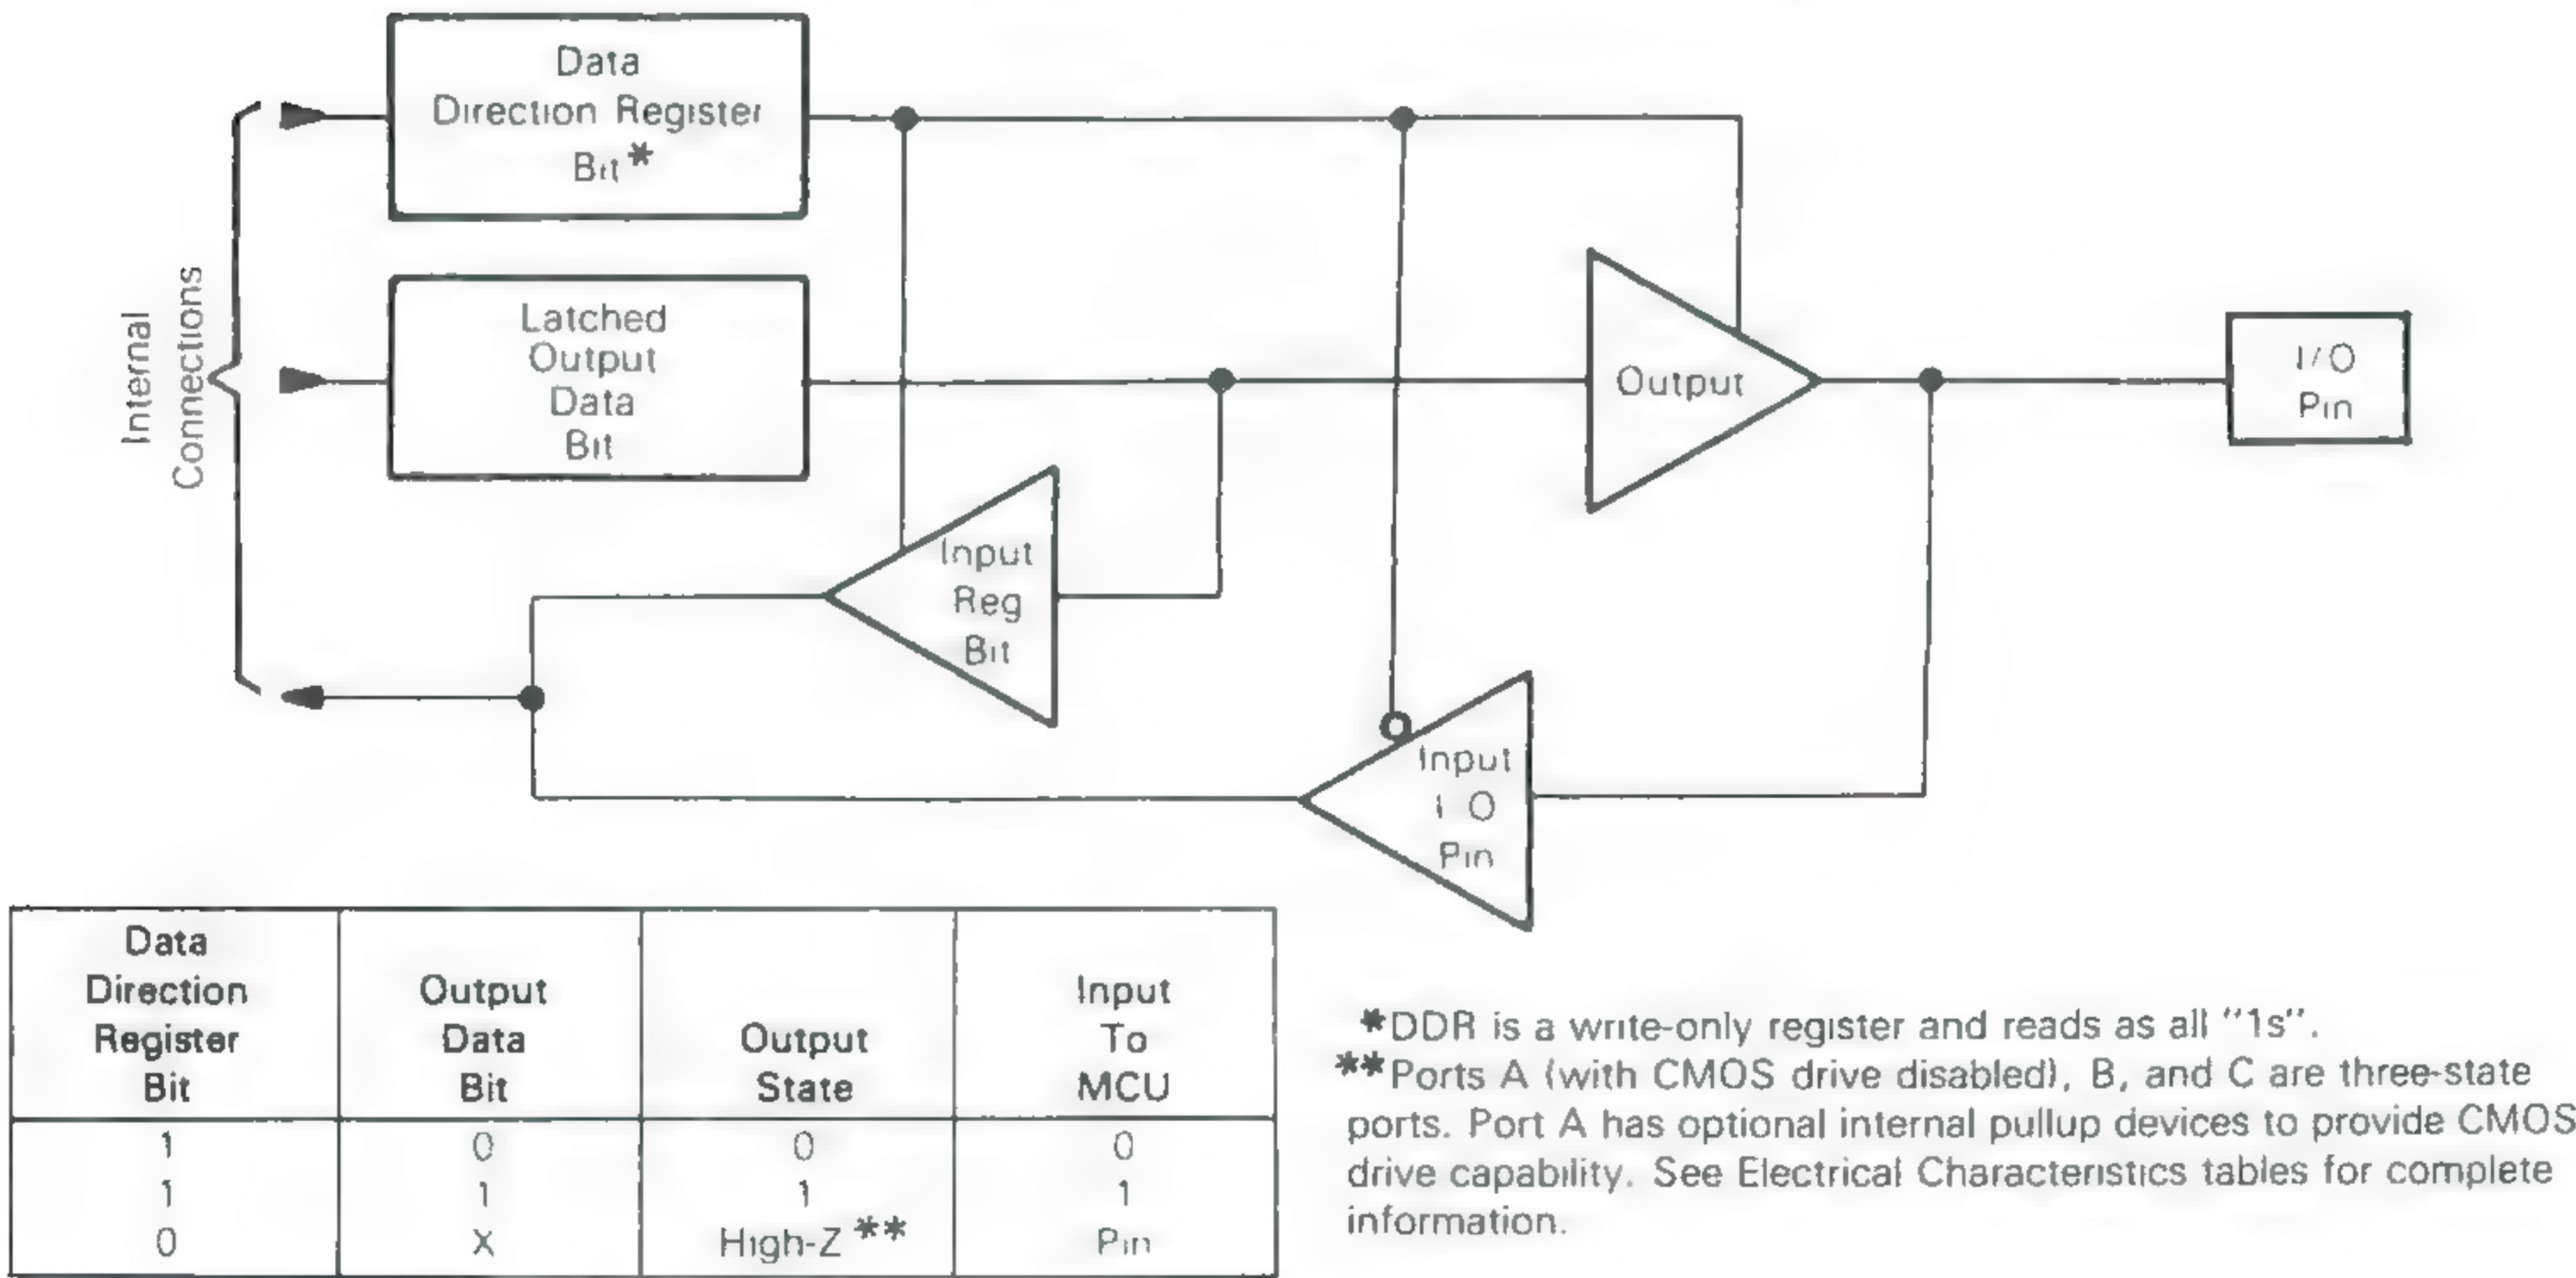 Data
Direction Register
Bit*
Internal
Connections
Latched
Output
Data
Bit
Output
I/O
Pin
Input
Reg
Bit
Input
I O
Pin
Data
Direction
Register
Bit
Output
Data
Bit
Output
State
Input
To
MCU
1 0 0 0
1 1 1 1
0 X High-Z** Pin
*DDR is a write-only register and reads as all "1s".
**Ports A (with CMOS drive disabled), B, and C are three-state
ports. Port A has optional internal pullup devices to provide CMOS
drive capability. See Electrical Characteristics tables for complete
information.